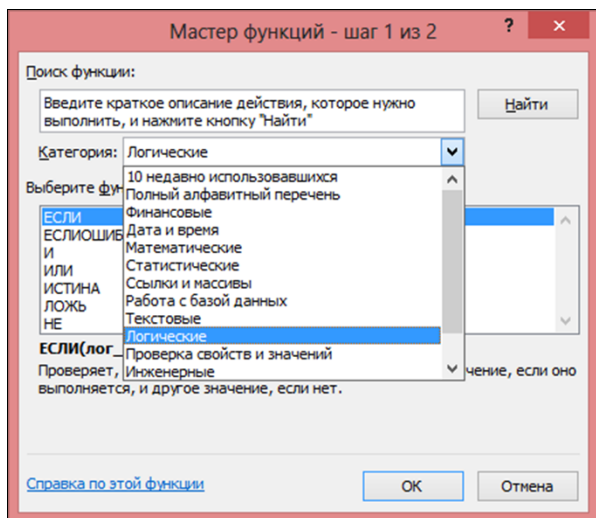 Мастер функций - шаг 1 из 2
?
Поиск функции:
Введите краткое описание действия, которое нужно
выполнить, и нажмите кнопку "Найти"
Найти
Категория: Логические
10 недавно использовавшихся
Полный алфавитный перечень
Финансовые
Дата и время
Математические
Статистические
Ссылки и массивы
Работа с базой данных
Текстовые
Логические
Проверка свойств и значений
Инженерные
Выберите фун
ЕСЛИ
ЕСЛИОШИБ
И
ИЛИ
ИСТИНА
ЛОЖЬ
НЕ
ЕСЛИ(лог_
Проверяет, чение, если оно
выполняется, и другое значение, если нет.
Справка по этой функции
ОК
Отмена